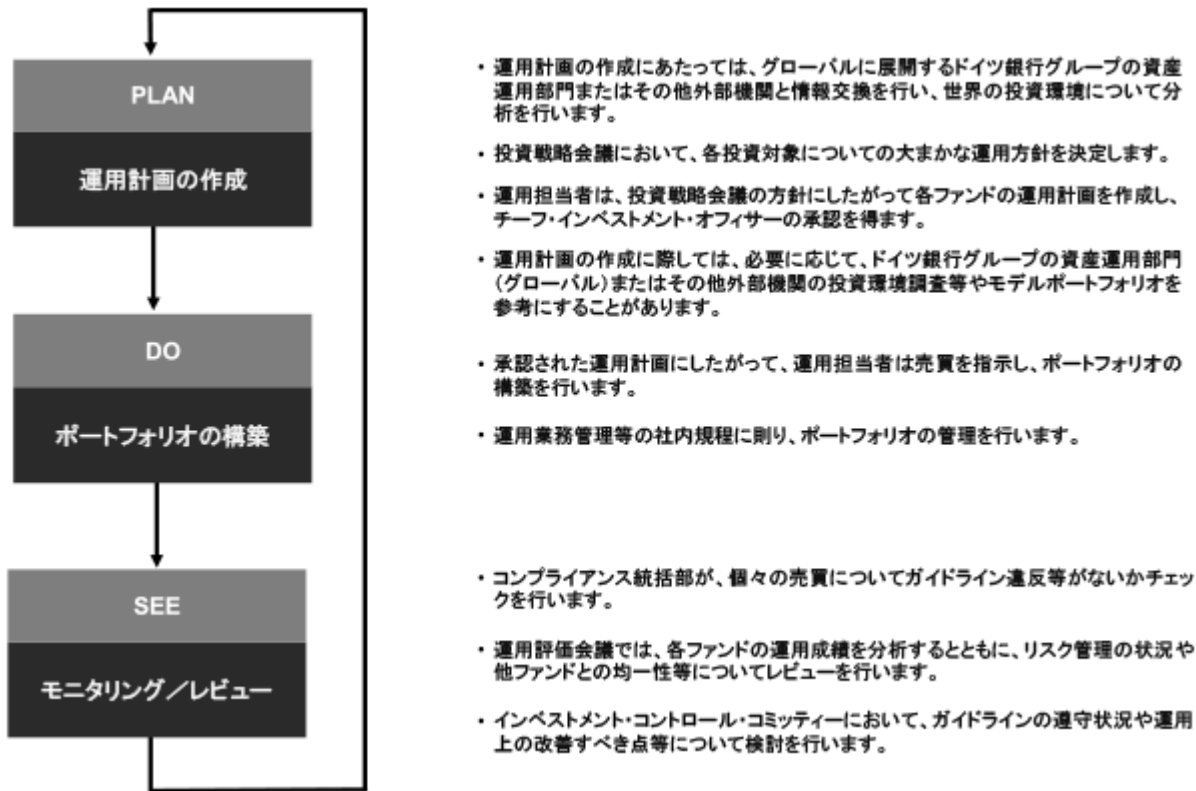 PLAN
運用計画の作成
・運用計画の作成にあたっては、グローバルに展開するドイツ銀行グループの資産
運用部門またはその他外部機関と情報交換を行い、世界の投資環境について分
析を行います。
・投資戦略会議において、各投資対象についての大まかな運用方針を決定します。
・運用担当者は、投資戦略会議の方針にしたがって各ファンドの運用計画を作成し、
チーフ・インベストメント・オフィサーの承認を得ます。
・運用計画の作成に際しては、必要に応じて、ドイツ銀行グループの資産運用部門
(グローバル)またはその他外部機関の投資環境調査等やモデルポートフォリオを
参考にすることがあります。
DO
ポートフォリオの構築
・承認された運用計画にしたがって、運用担当者は売買を指示し、ポートフォリオの
構築を行います。
・運用業務管理等の社内規程に則り、ポートフォリオの管理を行います。
SEE
モニタリング/レビュー
・コンプライアンス統括部が、個々の売買についてガイドライン違反等がないかチェッ
クを行います。
・運用評価会議では、各ファンドの運用成績を分析するとともに、リスク管理の状況や
他ファンドとの均一性等についてレビューを行います。
・インベストメント・コントロール・コミッティーにおいて、ガイドラインの遵守状況や運用
上の改善すべき点等について検討を行います。